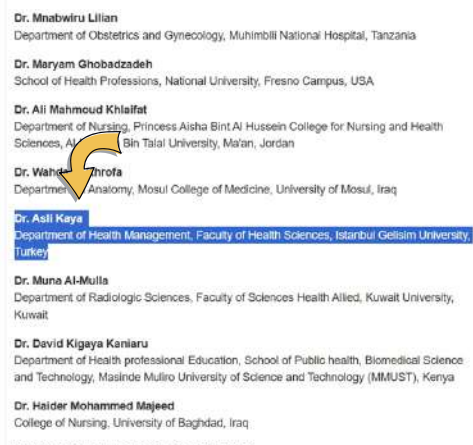 Dr. Mnabwiru Lilian
Department of Obstetrics and Gynecology, Muhimbili National Hospital, Tanzania
Dr. Maryam Ghobadzadeh
School of Health Professions, National University, Fresno Campus, USA
Dr. Ali Mahmoud Khlaifat
Department of Nursing, Princess Aisha Bint Al Hussein College for Nursing and Health
Sciences, Bin Talal University, Ma'an, Jordan
Dr.
Anatomy, Mosul College of Medicine, University of Mosul, Iraq
Dr. Asli Kaya
Department of Health Management, Faculty of Health Sciences, Istanbul Gelisim University,
Turkey
Dr. Muna Al-Mulla
Department of Radiologic Sciences, Faculty of Sciences Health Allied, Kuwait University,
Kuwait
Dr. David Kigaya Kaniaru
Department of Health professional Education, School of Public health, Biomedical Science
and Technology, Masinde Muliro University of Science and Technology (MMUST), Kenya
Dr. Haider Mohammed Majeed
College of Nursing, University of Baghdad, Iraq